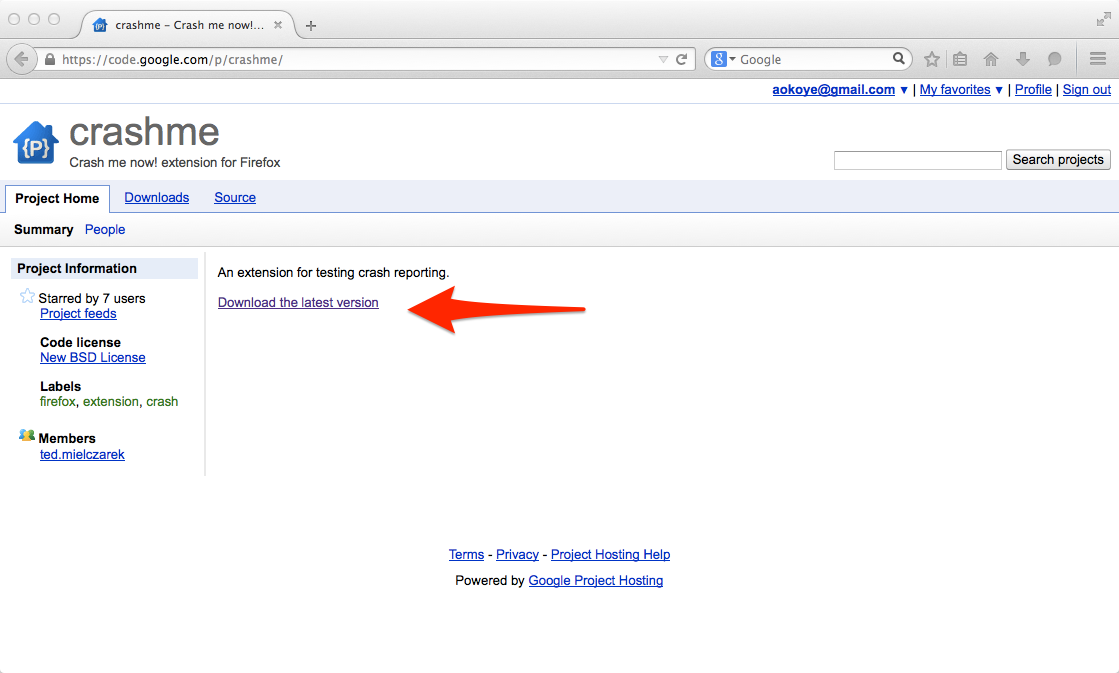 crashme – Crash me now!...
https://code.google.com/p/crashme/
Google
aokoye@gmail.com ▼ | My favorites ▼ | Profile | Sign out
{P}
crashme
Crash me now! extension for Firefox
Search projects
Project Home Downloads Source
Summary People
Project Information
Starred by 7 users
Project feeds
Code license
New BSD License
Labels
firefox, extension, crash
Members
ted.mielczarek
An extension for testing crash reporting.
Download the latest version
Terms - Privacy - Project Hosting Help
Powered by Google Project Hosting